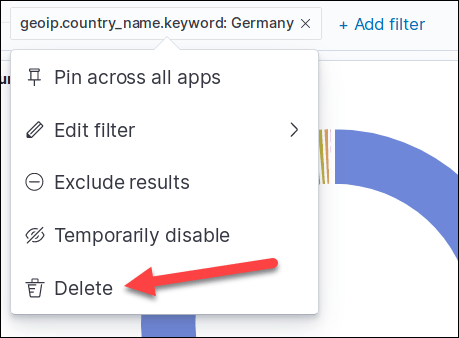 geoip.country_name.keyword: Germany ×
+ Add filter
Pin across all apps
Edit filter
Exclude results
Temporarily disable
Delete